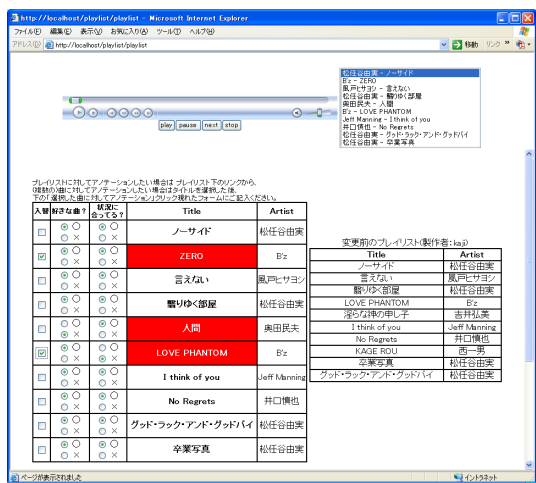 http://localhost/playlist/playlist - Microsoft Internet Explorer
ファイル(F) 編集(E) 表示(V) お気に入り(A) ツール(T) ヘルプ(H)
アドレス(D) http://localhost/playlist/playlist 移動 リンク
松任谷由実 - ノーサイド
B'z - ZERO
風戸ヒサヨシ - 言えない
松任谷由実 - 翳りゆく部屋
奥田民夫 - 人間
B'z - LOVE PHANTOM
Jeff Manning - I think of you
井口慎也 - No Regrets
松任谷由実 - グッド・ラック・アンド・グッドバイ
松任谷由実 - 卒業写真
play pause next stop
プレイリストに対してアノテーションしたい場合は プレイリスト下のリンクから、
(複数の)曲に対してアノテーションしたい場合はタイトルを選択した後、
下の「選択した曲にアノテーション」クリック現れたフォームにご記入ください。
入替 好きな曲? 状況に合ってる? Title Artist
○ × ○ × ノーサイド 松任谷由実
○ × ○ × ZERO B'z
○ × ○ × 言えない 風戸ヒサヨシ
○ × ○ × 翳りゆく部屋 松任谷由実
○ × ○ × 人間 奥田民夫
○ × ○ × LOVE PHANTOM B'z
○ × ○ × I think of you Jeff Manning
○ × ○ × No Regrets 井口慎也
○ × ○ × グッド・ラック・アンド・グッドバイ 松任谷由実
○ × ○ × 卒業写真 松任谷由実
変更前のプレイリスト(製作者:kaji)
Title Artist
ノーサイド 松任谷由実
言えない 風戸ヒサヨシ
翳りゆく部屋 松任谷由実
LOVE PHANTOM B'z
淫らな神の申し子 吉井弘美
I think of you Jeff Manning
No Regrets 井口慎也
KAGE ROU 西一男
卒業写真 松任谷由実
グッド・ラック・アンド・グッドバイ 松任谷由実
ページが表示されました イントラネット